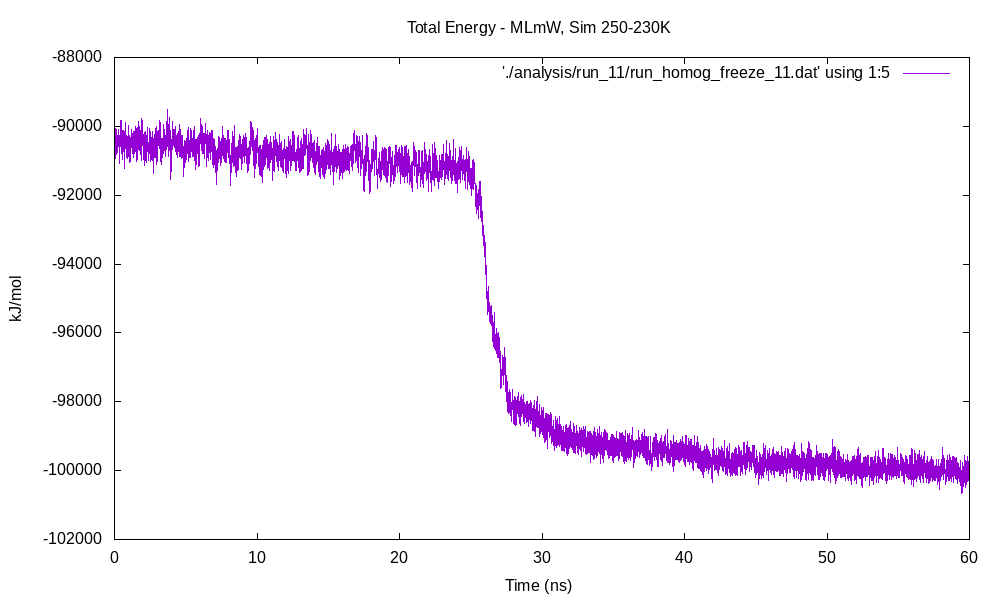 Total Energy - MLmW, Sim 250-230K
'./analysis/run_11/run_homog_freeze_11.dat' using 1:5
-88000
-90000
-92000
-94000
-96000
-98000
-100000
-102000
kJ/mol
0 10 20 30 40 50 60
Time (ns)